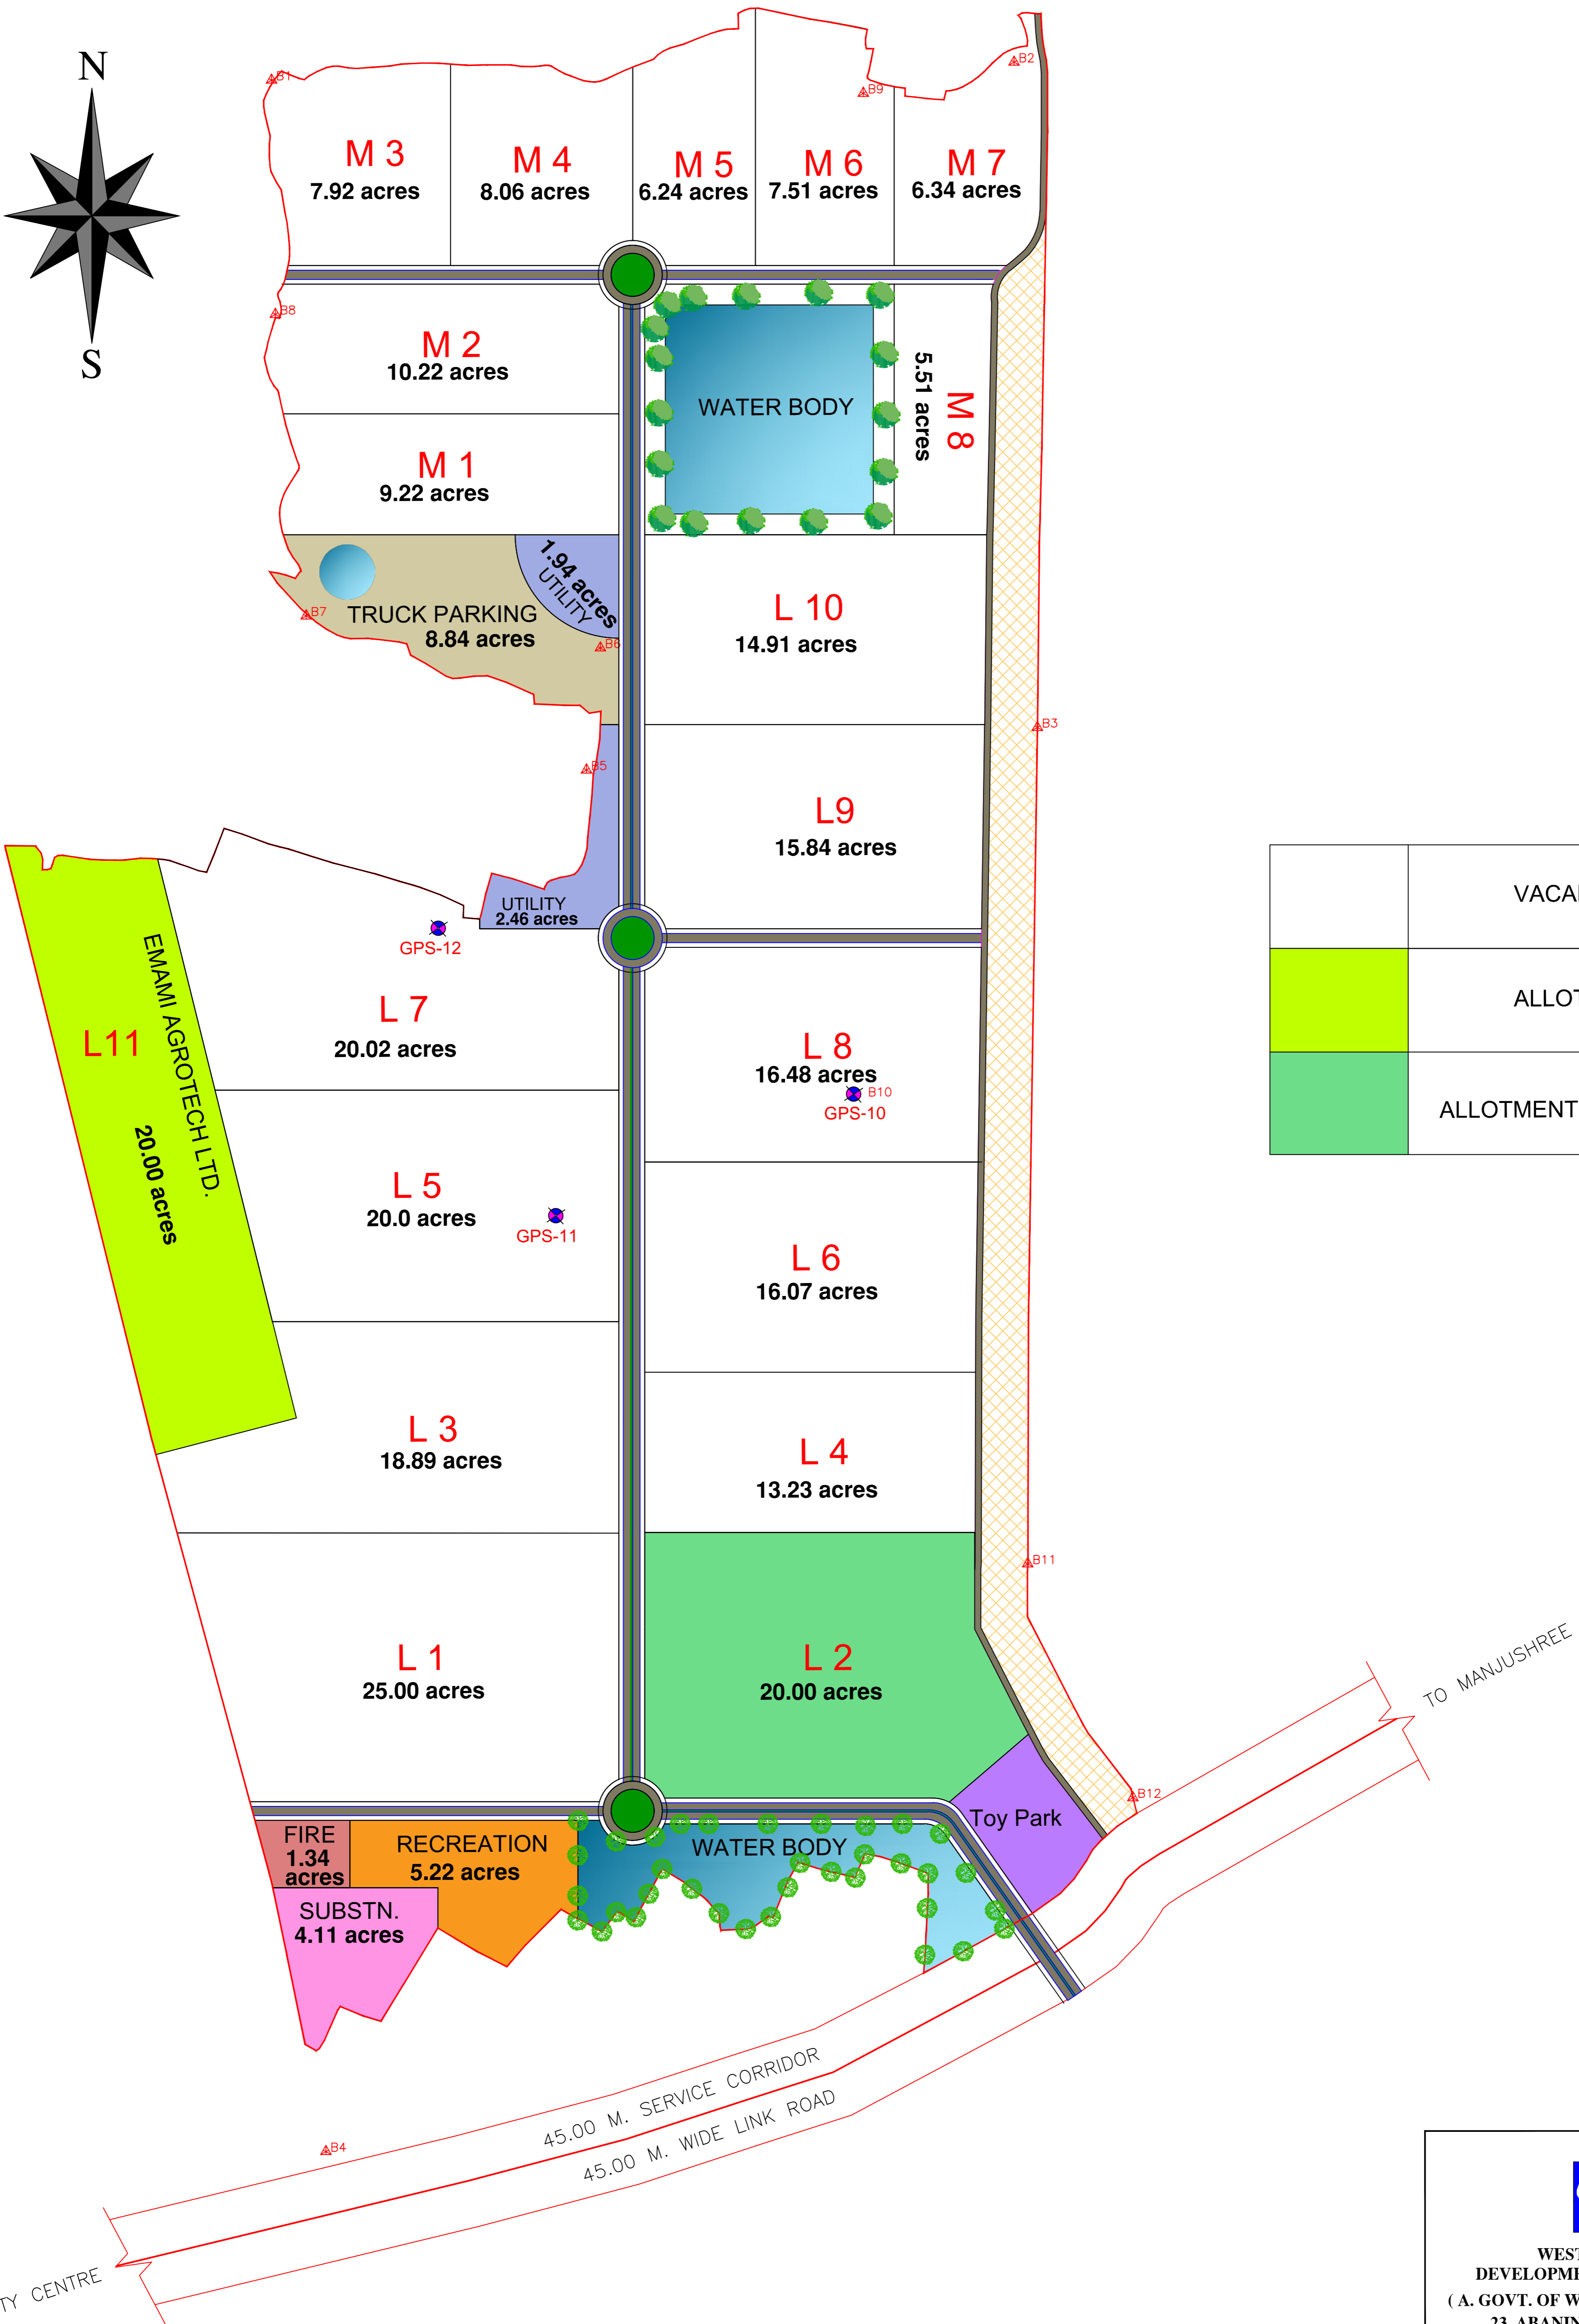 N
S
B1
B2
B9
M 3
7.92 acres
M 4
8.06 acres
M 5
6.24 acres
M 6
7.51 acres
M 7
6.34 acres
B8
M 2
10.22 acres
M 1
9.22 acres
WATER BODY
M 8
5.51 acres
1.94 acres
UTILITY
B7
TRUCK PARKING
8.84 acres
B6
L 10
14.91 acres
B3
B5
L9
15.84 acres
UTILITY
2.46 acres
GPS-12
L 7
20.02 acres
L11
EMAMI AGROTECH LTD.
20.00 acres
L 8
16.48 acres
B10
GPS-10
L 5
20.0 acres
GPS-11
L 6
16.07 acres
L 3
18.89 acres
L 4
13.23 acres
B11
L 1
25.00 acres
L 2
20.00 acres
B12
Toy Park
FIRE
1.34
acres
RECREATION
5.22 acres
WATER BODY
SUBSTN.
4.11 acres
TO MANJUSHREE
45.00 M. SERVICE CORRIDOR
45.00 M. WIDE LINK ROAD
B4
CENTRE
ALLOTMENT
( A. GOVT. OF
23,